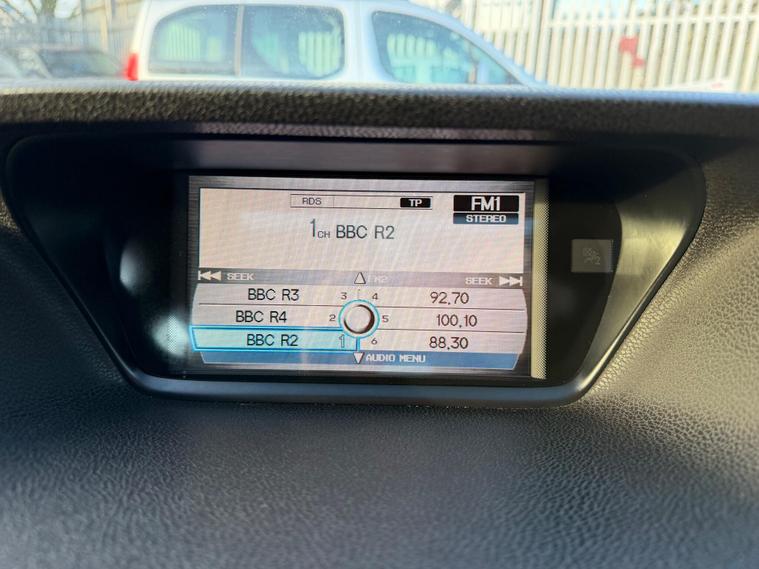 RDS TP FM1
STEREO
1CH BBC R2
SEEK SEEK
BBC R3 3 4 92.70
BBC R4 2 5 100.10
BBC R2 1 6 88.30
AUDIO MENU